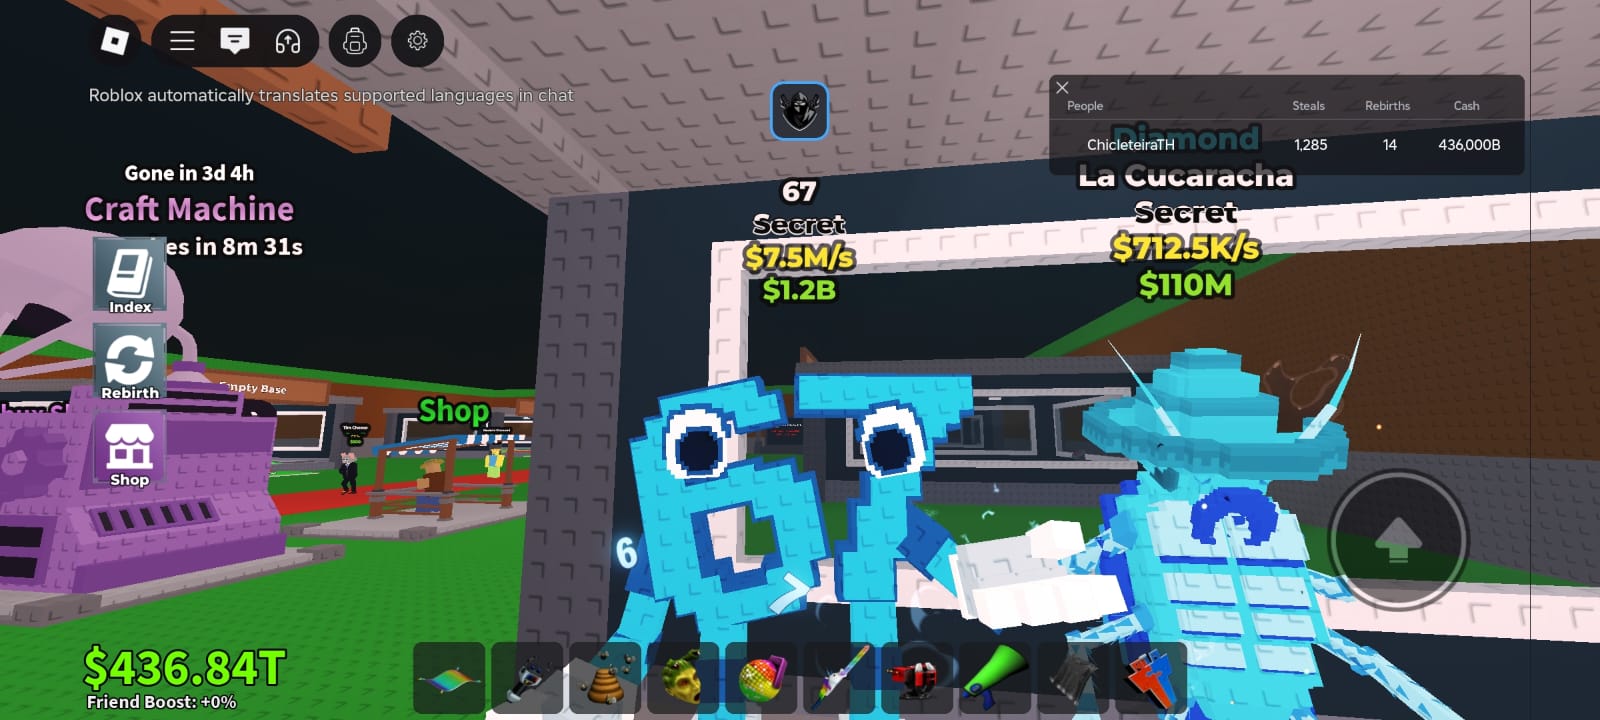 Roblox automatically translates supported languages in chat
People Steals Rebirths Cash
ChicleteiraTH 1,285 14 436,000B
Gone in 3d 4h
Craft Machine
es in 8m 31s
Index
Rebirth
Shop
Empty Base
Shop
67
Secret
$7.5M/s
$1.2B
Diamond
La Cucaracha
Secret
$712.5K/s
$110M
6
$436.84T
Friend Boost: +0%